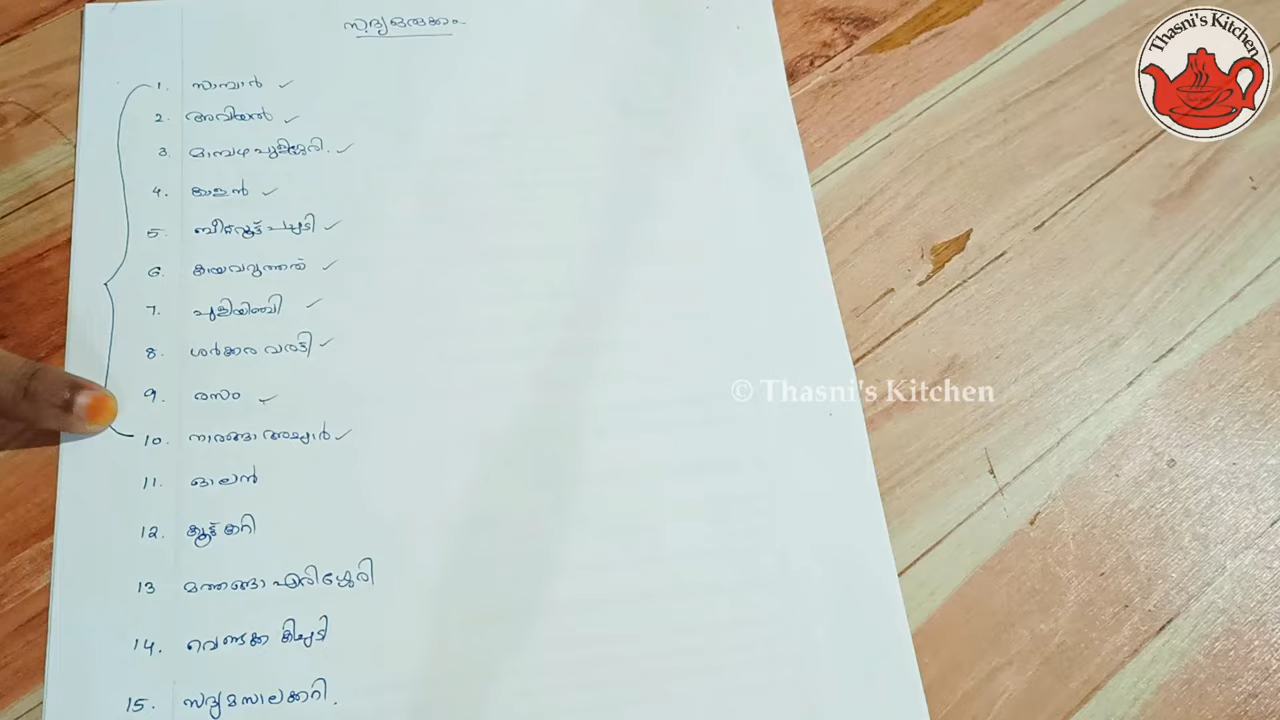 സദ്യഒരുക്കം
1. സാമ്പാർ ✓
2. അവിയൽ ✓
3. മാമ്പഴ പുളിശ്ശേരി. ✓
4. കാളൻ ✓
5. ബീറ്റ്റൂട്ട് പച്ചടി ✓
6. കായവറുത്തത് ✓
7. പുളിയിഞ്ചി ✓
8. ശർക്കര വരട്ടി ✓
9. രസം ✓
10. നാരങ്ങാ അച്ചാർ ✓
11. ഓലൻ
12. കൂട്ട് കറി
13 മത്തങ്ങാ എരിശ്ശേരി
14. വെണ്ടക്ക കിച്ചടി
15. സദ്യ മസാലക്കറി.
Thasni's Kitchen
© Thasni's Kitchen